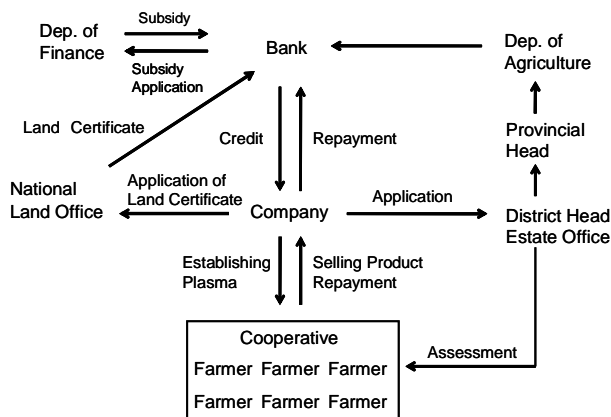 Subsidy
Dep. of
Finance
Bank
Dep. of
Agriculture
Subsidy
Application
Land Certificate
Credit
Repayment
Provincial
Head
National
Land Office
Application of
Land Certificate
Company
Application
District Head
Estate Office
Establishing
Plasma
Selling Product
Repayment
Cooperative
Assessment
Farmer Farmer Farmer
Farmer Farmer Farmer